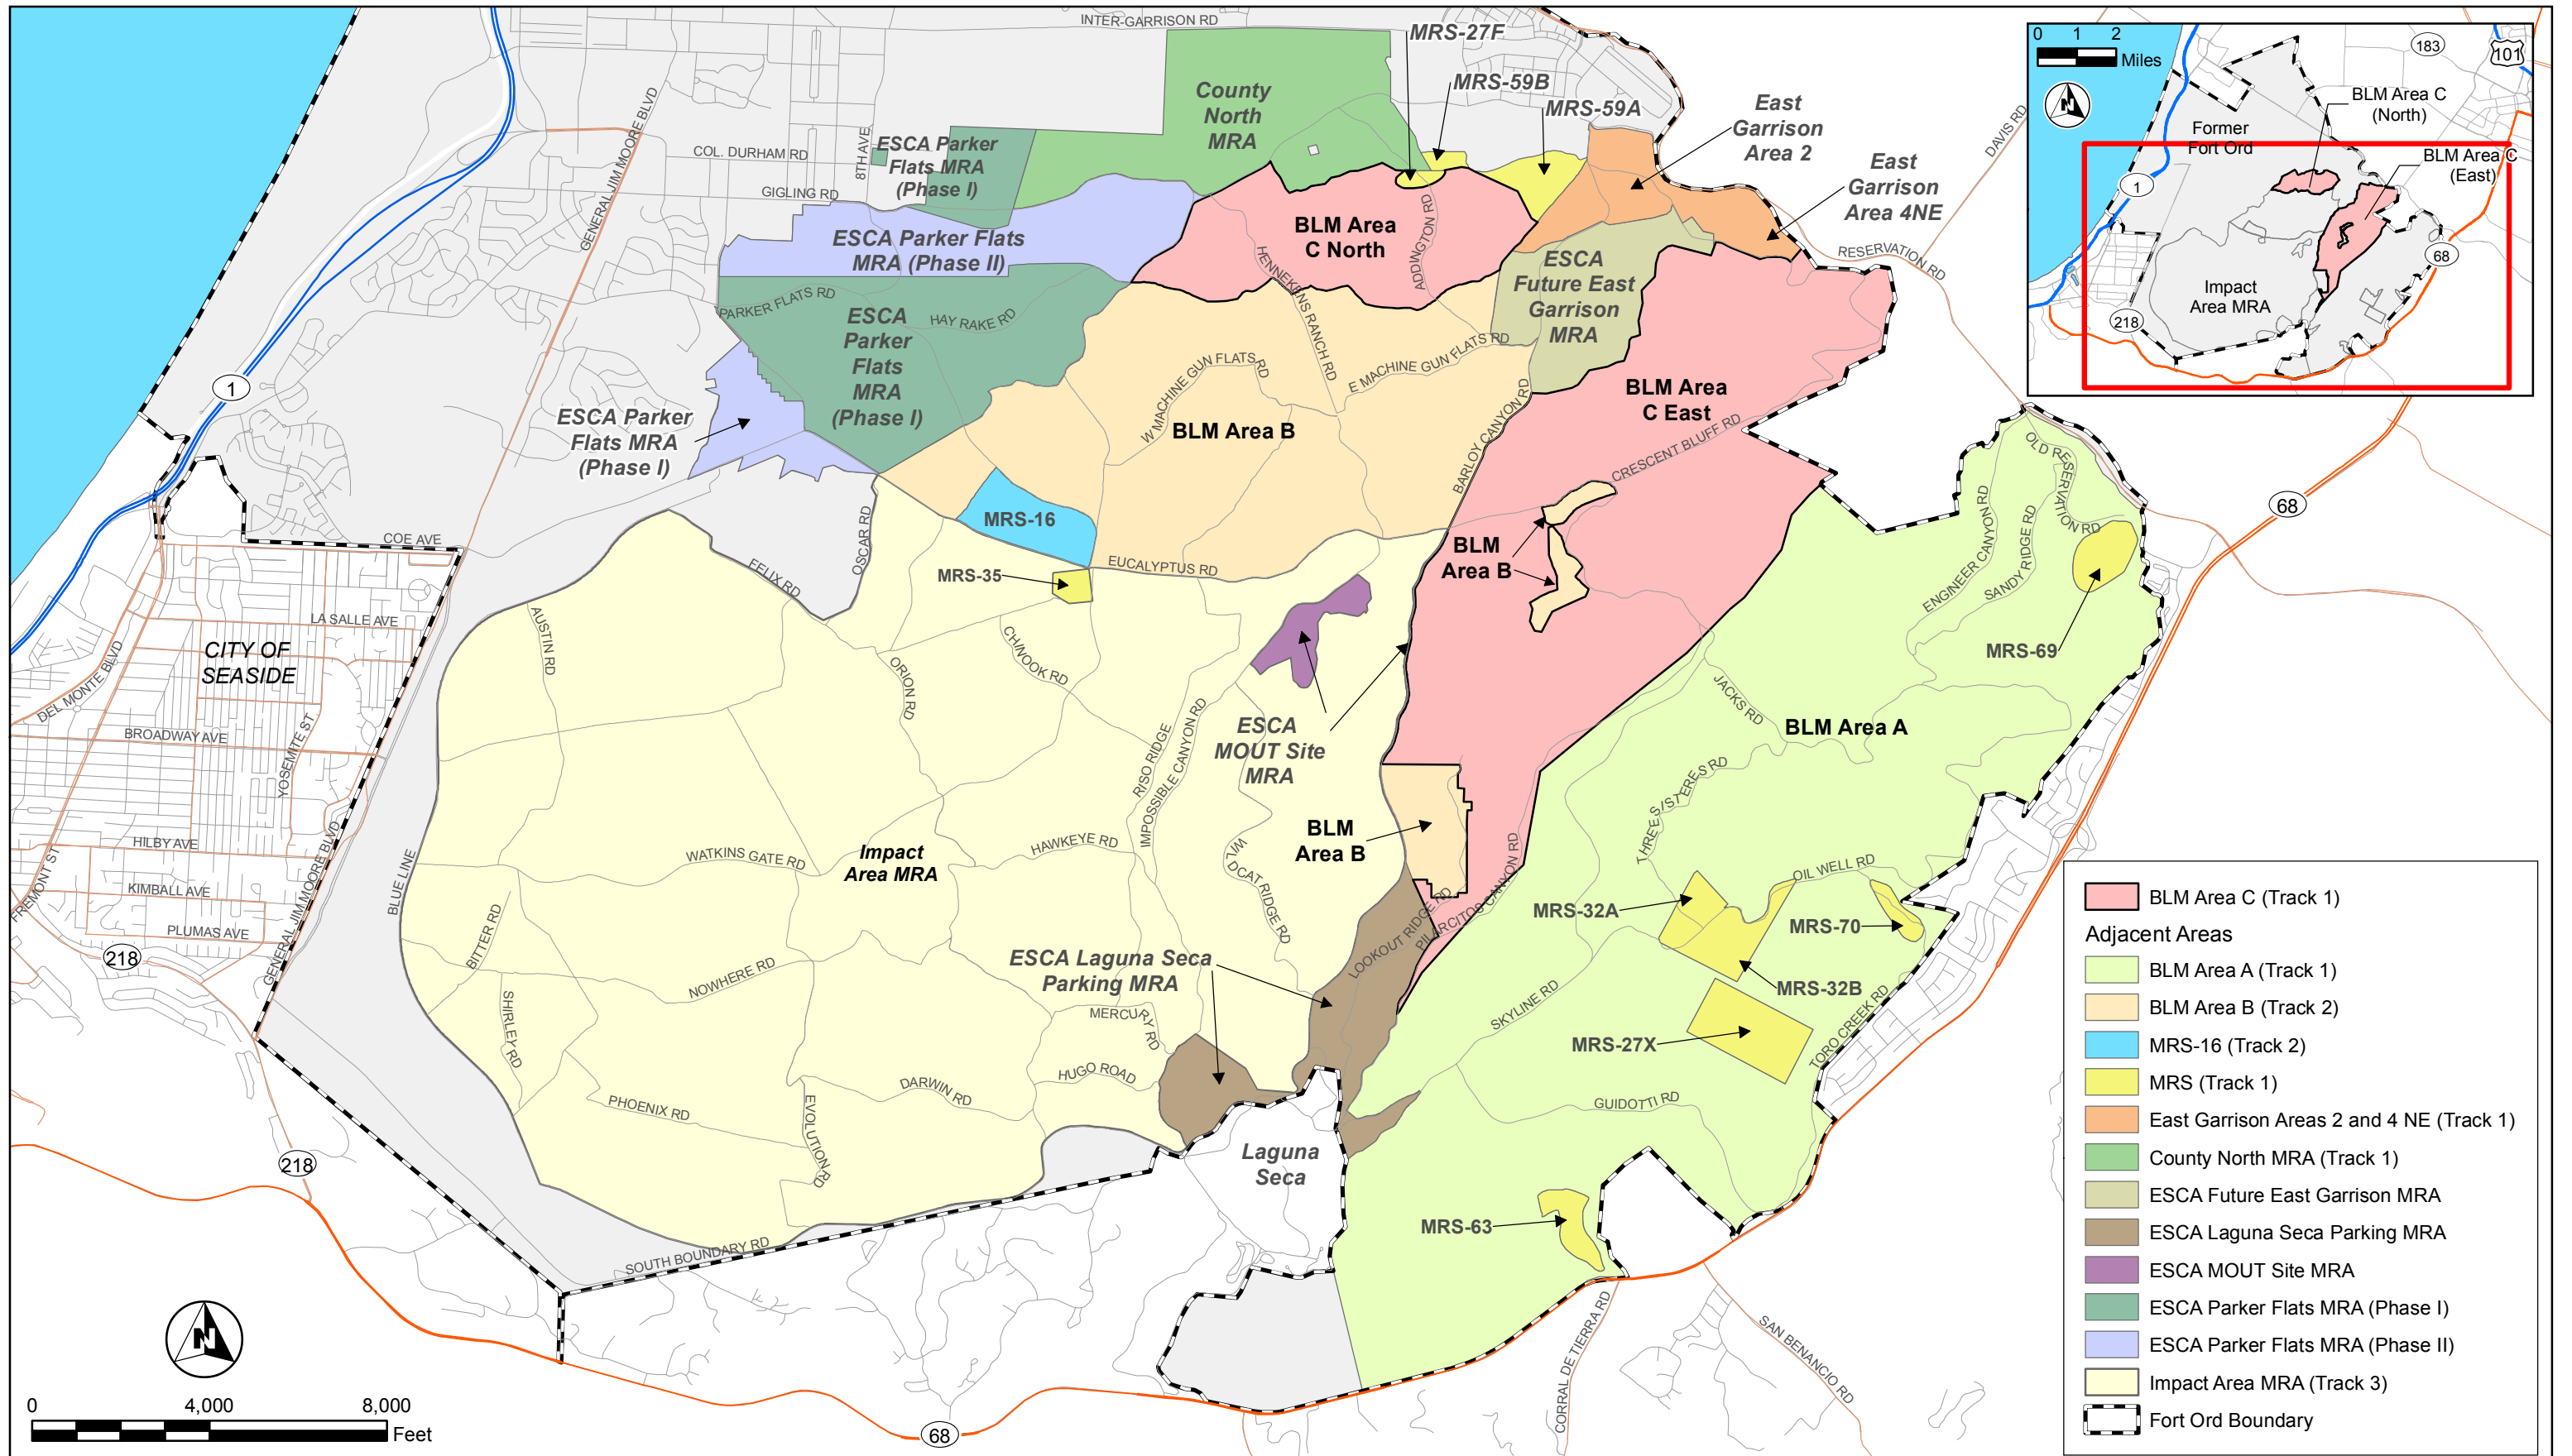 INTER-GARRISON RD
MRS-27F
0 1 2
Miles
183
101
BLM Area C
(North)
Former
Fort Ord
BLM Area C
(East)
1
68
Impact
Area MRA
218
N
County
North
MRA
MRS-59B
MRS-59A
East
Garrison
Area 2
East
Garrison
Area 4NE
DAVIS RD
RESERVATION RD
GENERAL JIM MOORE BLVD
8TH AVE
COL. DURHAM RD
GIGLING RD
ESCA Parker
Flats MRA
(Phase I)
ESCA Parker Flats
MRA (Phase II)
BLM Area
C North
ADDINGTON RD
HENNEKENS RANCH RD
ESCA
Future East
Garrison
MRA
PARKER FLATS RD
HAY RAKE RD
ESCA
Parker
Flats
MRA
(Phase I)
W MACHINE GUN FLATS RD
E MACHINE GUN FLATS RD
1
ESCA Parker
Flats MRA
(Phase I)
BLM Area B
BARLOY CANYON RD
BLM Area
C East
CRESCENT BLUFF RD
OLD RESERVATION RD
ENGINEER CANYON RD
SANDY RIDGE RD
68
MRS-16
OSCAR RD
COE AVE
FELIX RD
EUCALYPTUS RD
MRS-35
BLM
Area B
MRS-69
LA SALLE AVE
CITY OF
SEASIDE
DEL MONTE BLVD
AUSTIN RD
ORION RD
CHINOOK RD
BROADWAY AVE
YOSEMITE ST
RISO RIDGE
IMPOSSIBLE CANYON RD
ESCA
MOUT Site
MRA
JACKS RD
BLM Area A
THREE SISTERES RD
HILBY AVE
FREMONT ST
KIMBALL AVE
PLUMAS AVE
GENERAL JIM MOORE BLVD
BLUE LINE
WATKINS GATE RD
Impact
Area MRA
HAWKEYE RD
WILDCAT RIDGE RD
BLM
Area B
OIL WELL RD
MRS-32A
MRS-70
LOOKOUT RIDGE RD
PILARCITOS CANYON RD
218
BITTER RD
NOWHERE RD
ESCA Laguna Seca
Parking MRA
SHIRLEY RD
MERCURY RD
SKYLINE RD
MRS-32B
MRS-27X
TORO CREEK RD
HUGO ROAD
DARWIN RD
PHOENIX RD
EVOLUTION RD
GUIDOTTI RD
218
Laguna
Seca
MRS-63
SOUTH BOUNDARY RD
N
CORRAL DE TIERRA RD
SAN BENANCIO RD
0 4,000 8,000
Feet
68
BLM Area C (Track 1)
Adjacent Areas
BLM Area A (Track 1)
BLM Area B (Track 2)
MRS-16 (Track 2)
MRS (Track 1)
East Garrison Areas 2 and 4 NE (Track 1)
County North MRA (Track 1)
ESCA Future East Garrison MRA
ESCA Laguna Seca Parking MRA
ESCA MOUT Site MRA
ESCA Parker Flats MRA (Phase I)
ESCA Parker Flats MRA (Phase II)
Impact Area MRA (Track 3)
Fort Ord Boundary